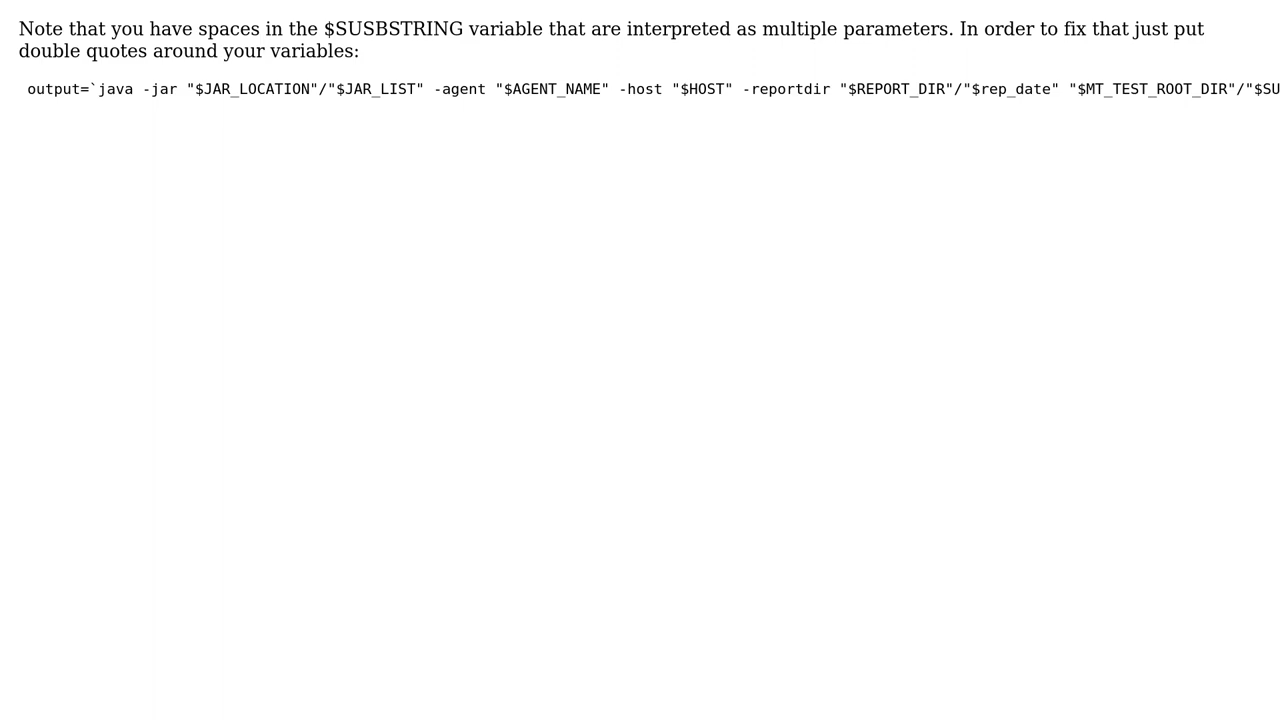 Note that you have spaces in the $SUSBSTRING variable that are interpreted as multiple parameters. In order to fix that just put
double quotes around your variables:
output=`java -jar "$JAR_LOCATION"/"$JAR_LIST" -agent "$AGENT_NAME" -host "$HOST" -reportdir "$REPORT_DIR"/"$rep_date" "$MT_TEST_ROOT_DIR"/"$SU